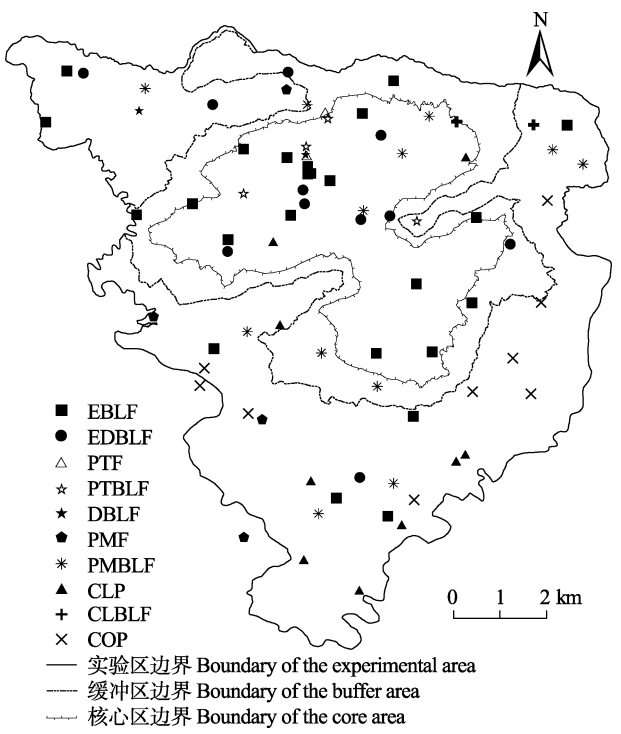 N
EBLF
EDBLF
PTF
PTBLF
DBLF
PMF
PMBLF
CLP
CLBLF
COP
0 1 2 km
实验区边界 Boundary of the experimental area
缓冲区边界 Boundary of the buffer area
核心区边界 Boundary of the core area